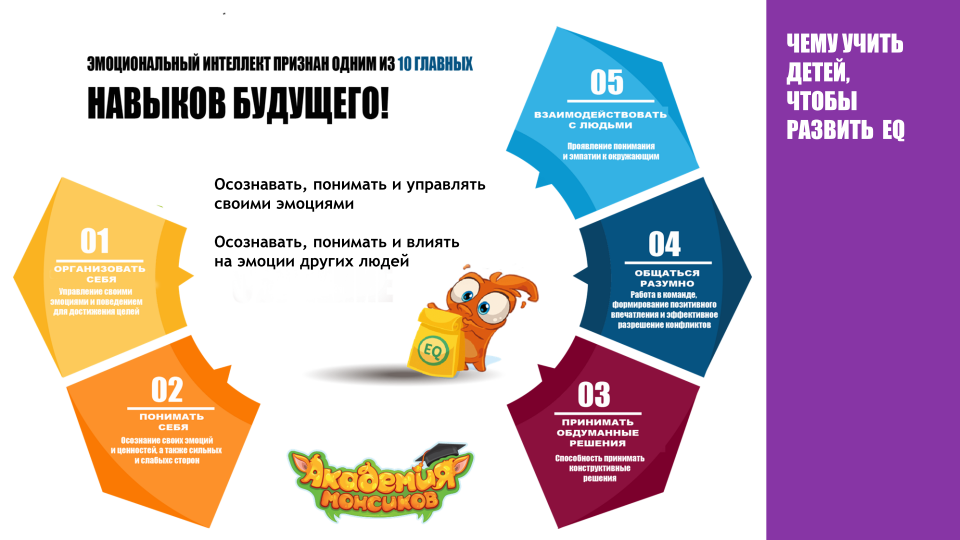 ЭМОЦИОНАЛЬНЫЙ ИНТЕЛЛЕКТ ПРИЗНАН ОДНИМ ИЗ 10 ГЛАВНЫХ
НАВЫКОВ БУДУЩЕГО!
ЧЕМУ УЧИТЬ
ДЕТЕЙ,
ЧТОБЫ
РАЗВИТЬ EQ
Осознавать, понимать и управлять
своими эмоциями
Осознавать, понимать и влиять
на эмоции других людей
01
ОРГАНИЗОВАТЬ
СЕБЯ
Управление своими
эмоциями и поведением
для достижения целей
02
ПОНИМАТЬ
СЕБЯ
Осознание своих эмоций
и ценностей, а также сильных
и слабыхс сторон
03
ПРИНИМАТЬ
ОБДУМАННЫЕ
РЕШЕНИЯ
Способность принимать
конструктивные
решения
04
ОБЩАТЬСЯ
РАЗУМНО
Работа в команде,
формирование позитивного
впечатления и эффективное
разрешение конфликтов
05
ВЗАИМОДЕЙСТВОВАТЬ
С ЛЮДЬМИ
Проявление понимания
и эмпатии к окружающим
EQ
АКАДЕМИЯ
МОНСИКОВ